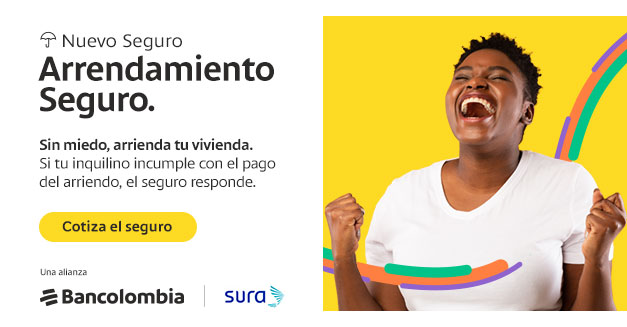 Nuevo Seguro
Arrendamiento
Seguro.
Sin miedo, arrienda tu vivienda.
Si tu inquilino incumple con el pago
del arriendo, el seguro responde.
Cotiza el seguro
Una alianza
Bancolombia
sura